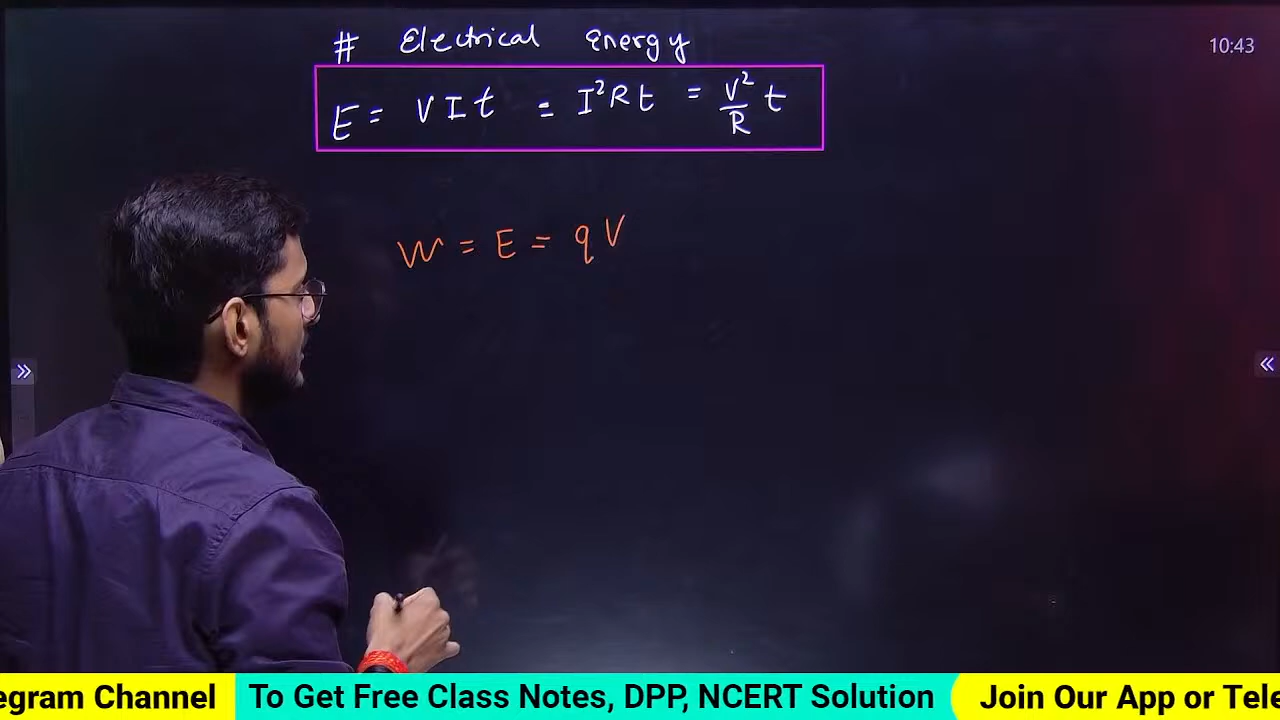 # Electrical Energy
10:43
E = VIt = I²Rt = V²/R t
W = E = qV
egram Channel
To Get Free Class Notes, DPP, NCERT Solution
Join Our App or Tele